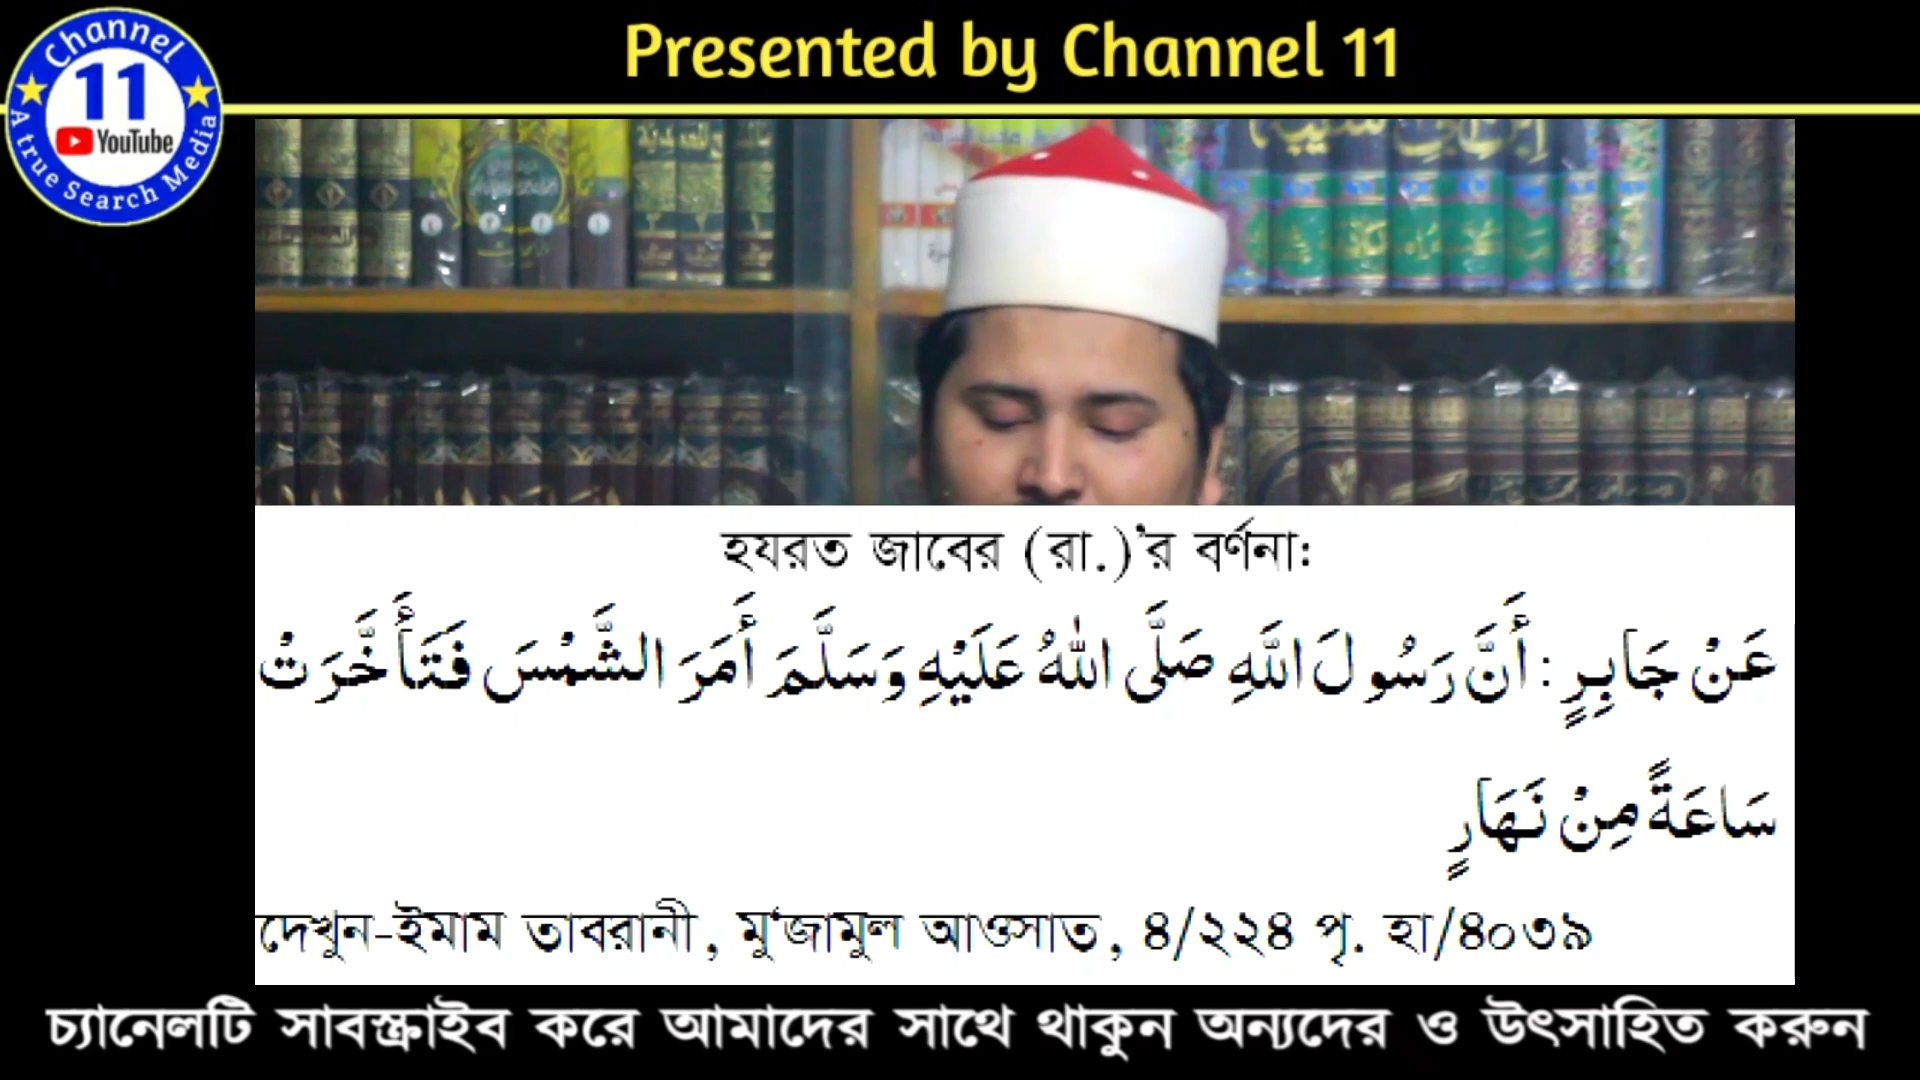 Channel
11
YouTube
A true Search Media
Presented by Channel 11
হযরত জাবের (রা.)’র বর্ণনাঃ
عَنْ جَابِرٍ : أَنَّ رَسُولَ اللَّهِ صَلَّى اللهُ عَلَيْهِ وَسَلَّمَ أَمَرَ الشَّمْسَ فَتَأَخَّرَتْ
سَاعَةً مِنْ نَهَارٍ
দেখুন-ইমাম তাবরানী, মু‘জামুল আওসাত, ৪/২২৪ পৃ. হা/৪০৩৯
চ্যানেলটি সাবস্ক্রাইব করে আমাদের সাথে থাকুন অন্যদের ও উৎসাহিত করুন